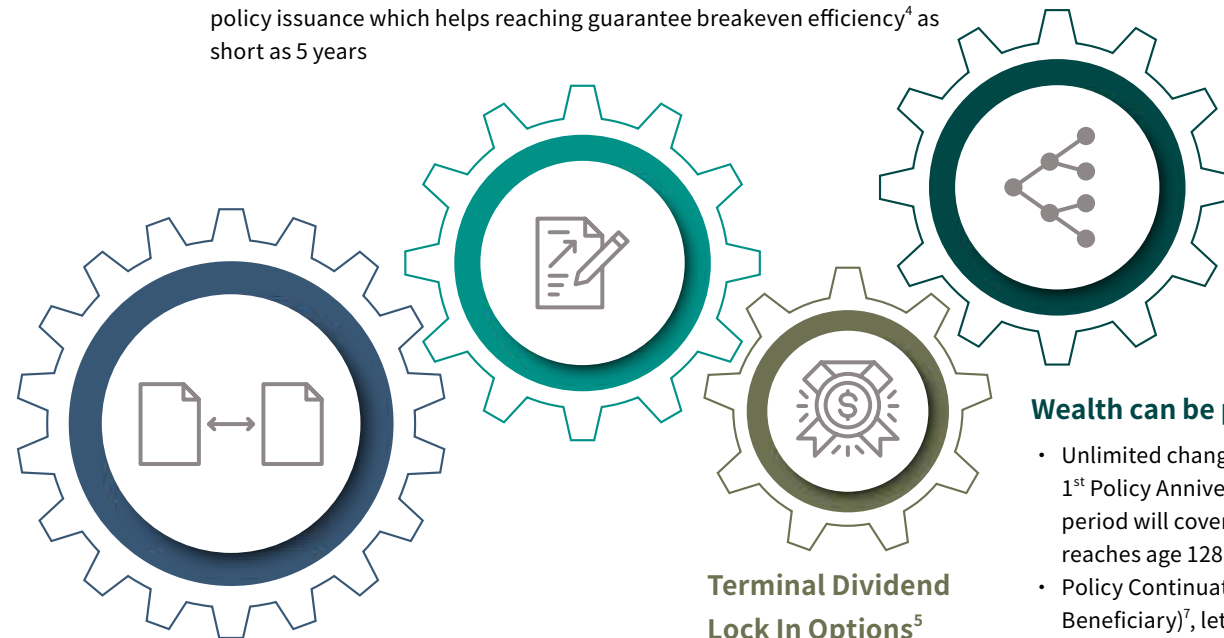 policy issuance which helps reaching guarantee breakeven efficiency⁴ as
short as 5 years
Terminal Dividend
Lock In Options⁵
Wealth can be
• Unlimited chang
1ˢᵗ Policy Annive
period will cover
reaches age 128
• Policy Continuat
Beneficiary)⁷, let
$